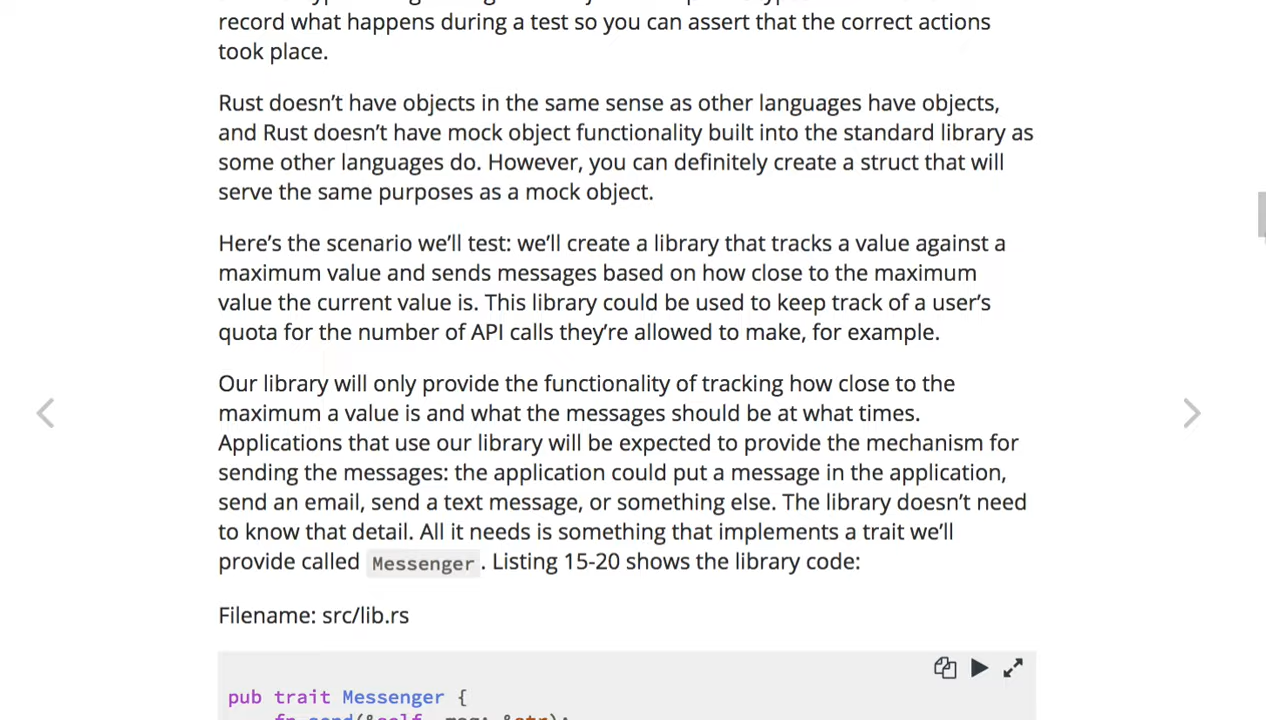 record what happens during a test so you can assert that the correct actions
took place.
Rust doesn’t have objects in the same sense as other languages have objects,
and Rust doesn’t have mock object functionality built into the standard library as
some other languages do. However, you can definitely create a struct that will
serve the same purposes as a mock object.
Here’s the scenario we’ll test: we’ll create a library that tracks a value against a
maximum value and sends messages based on how close to the maximum
value the current value is. This library could be used to keep track of a user’s
quota for the number of API calls they’re allowed to make, for example.
Our library will only provide the functionality of tracking how close to the
maximum a value is and what the messages should be at what times.
Applications that use our library will be expected to provide the mechanism for
sending the messages: the application could put a message in the application,
send an email, send a text message, or something else. The library doesn’t need
to know that detail. All it needs is something that implements a trait we’ll
provide called Messenger. Listing 15-20 shows the library code:
Filename: src/lib.rs
pub trait Messenger {
fn send(&self, msg: &str);